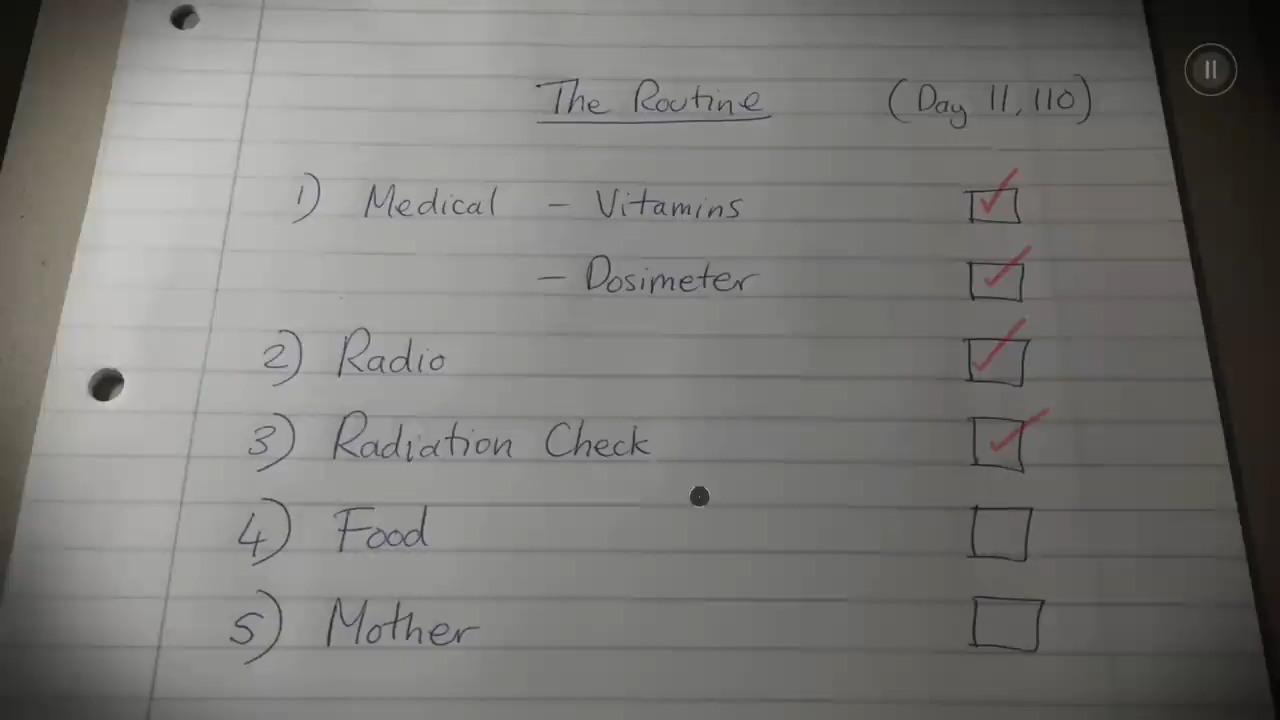 The Routine (Day 11,110)
1) Medical - Vitamins
- Dosimeter
2) Radio
3) Radiation Check
4) Food
5) Mother